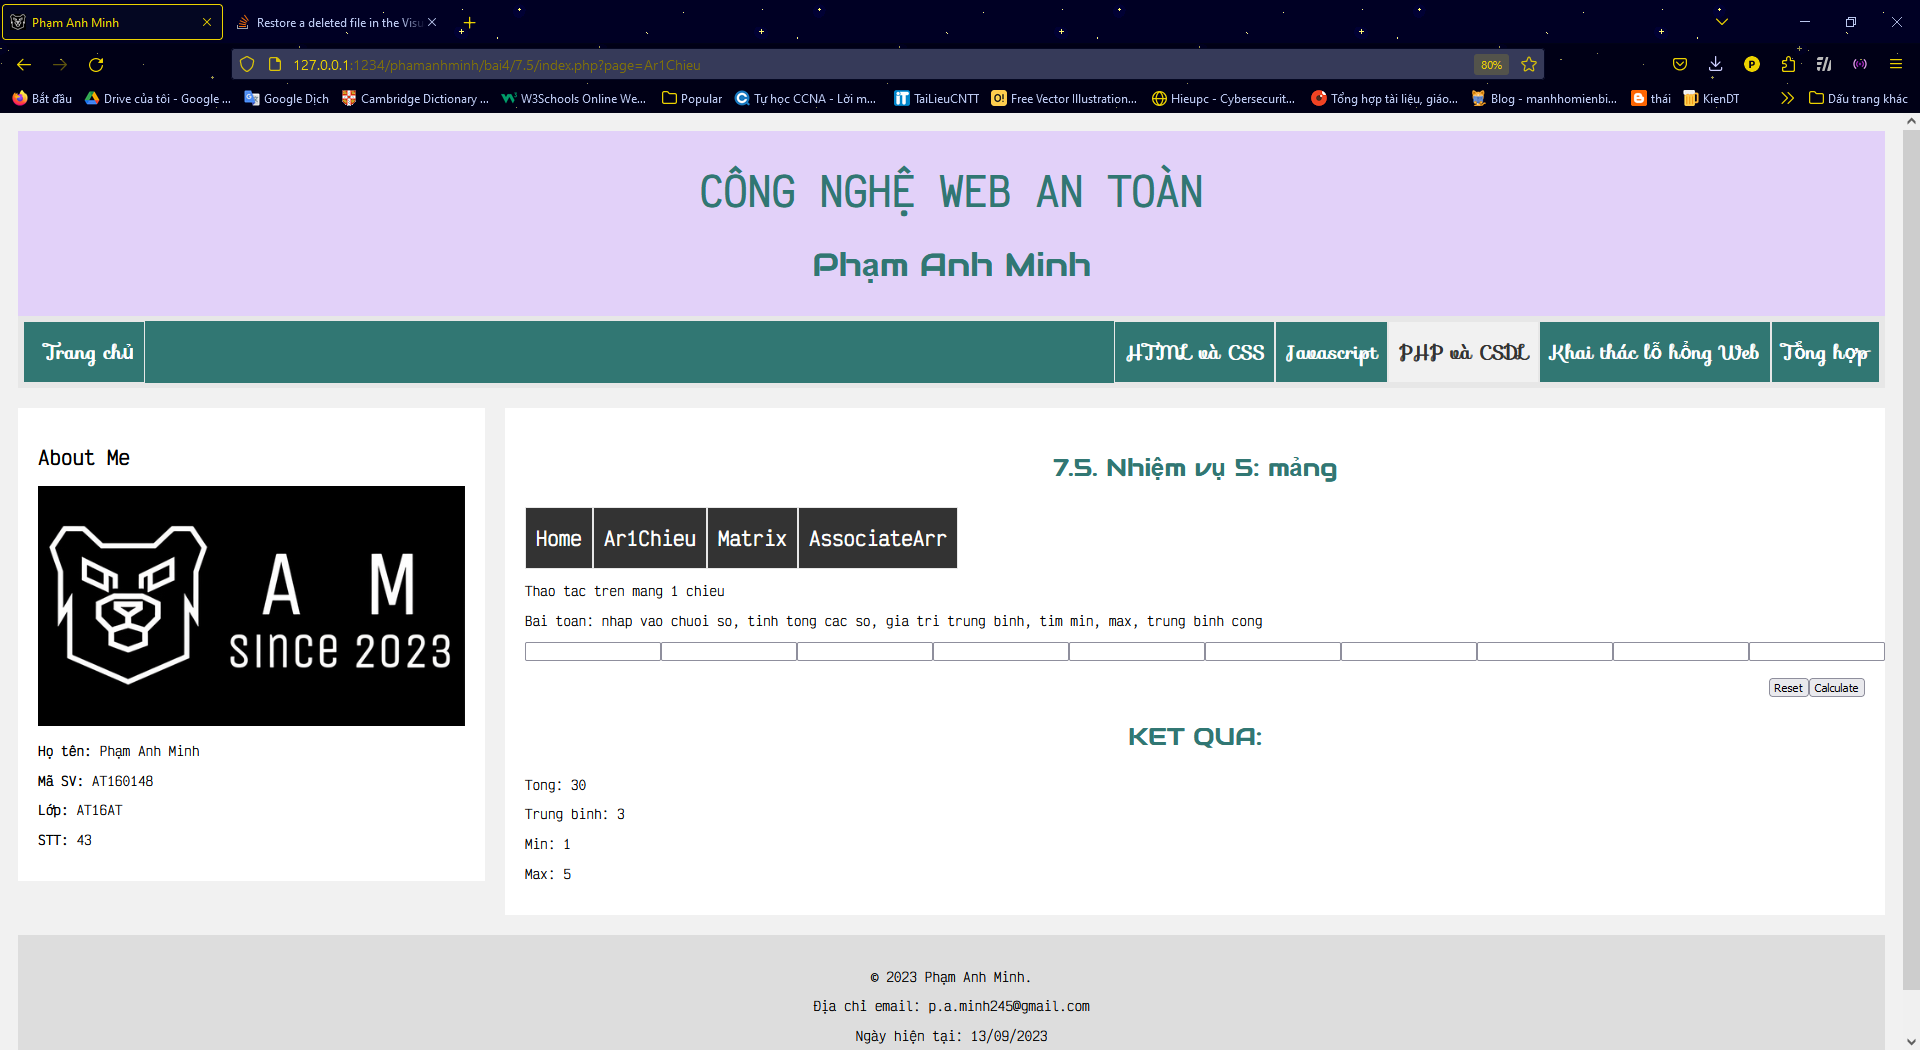 Phạm Anh Minh
Restore a deleted file in the Visu
127.0.0.1:1234/phamanhminh/bai4/7.5/index.php?page=Ar1Chieu
80%
Bắt đầu
Drive của tôi - Google ...
Google Dịch
Cambridge Dictionary ...
W3Schools Online We...
Popular
Tự học CCNA - Lời m...
TaiLieuCNTT
Free Vector Illustration...
Hieupc - Cybersecurit...
Tổng hợp tài liệu, giáo...
Blog - manhhomienbi...
thái
KienDT
Dấu trang khác
CÔNG NGHỆ WEB AN TOÀN
Phạm Anh Minh
Trang chủ
HTML và CSS
Javascript
PHP và CSDL
Khai thác lỗ hổng Web
Tổng hợp
About Me
A M
since 2023
Họ tên: Phạm Anh Minh
Mã SV: AT160148
Lớp: AT16AT
STT: 43
7.5. Nhiệm vụ 5: mảng
Home
Ar1Chieu
Matrix
AssociateArr
Thao tac tren mang 1 chieu
Bai toan: nhap vao chuoi so, tinh tong cac so, gia tri trung binh, tim min, max, trung binh cong
Reset
Calculate
KET QUA:
Tong: 30
Trung binh: 3
Min: 1
Max: 5
© 2023 Phạm Anh Minh.
Địa chỉ email: p.a.minh245@gmail.com
Ngày hiện tại: 13/09/2023